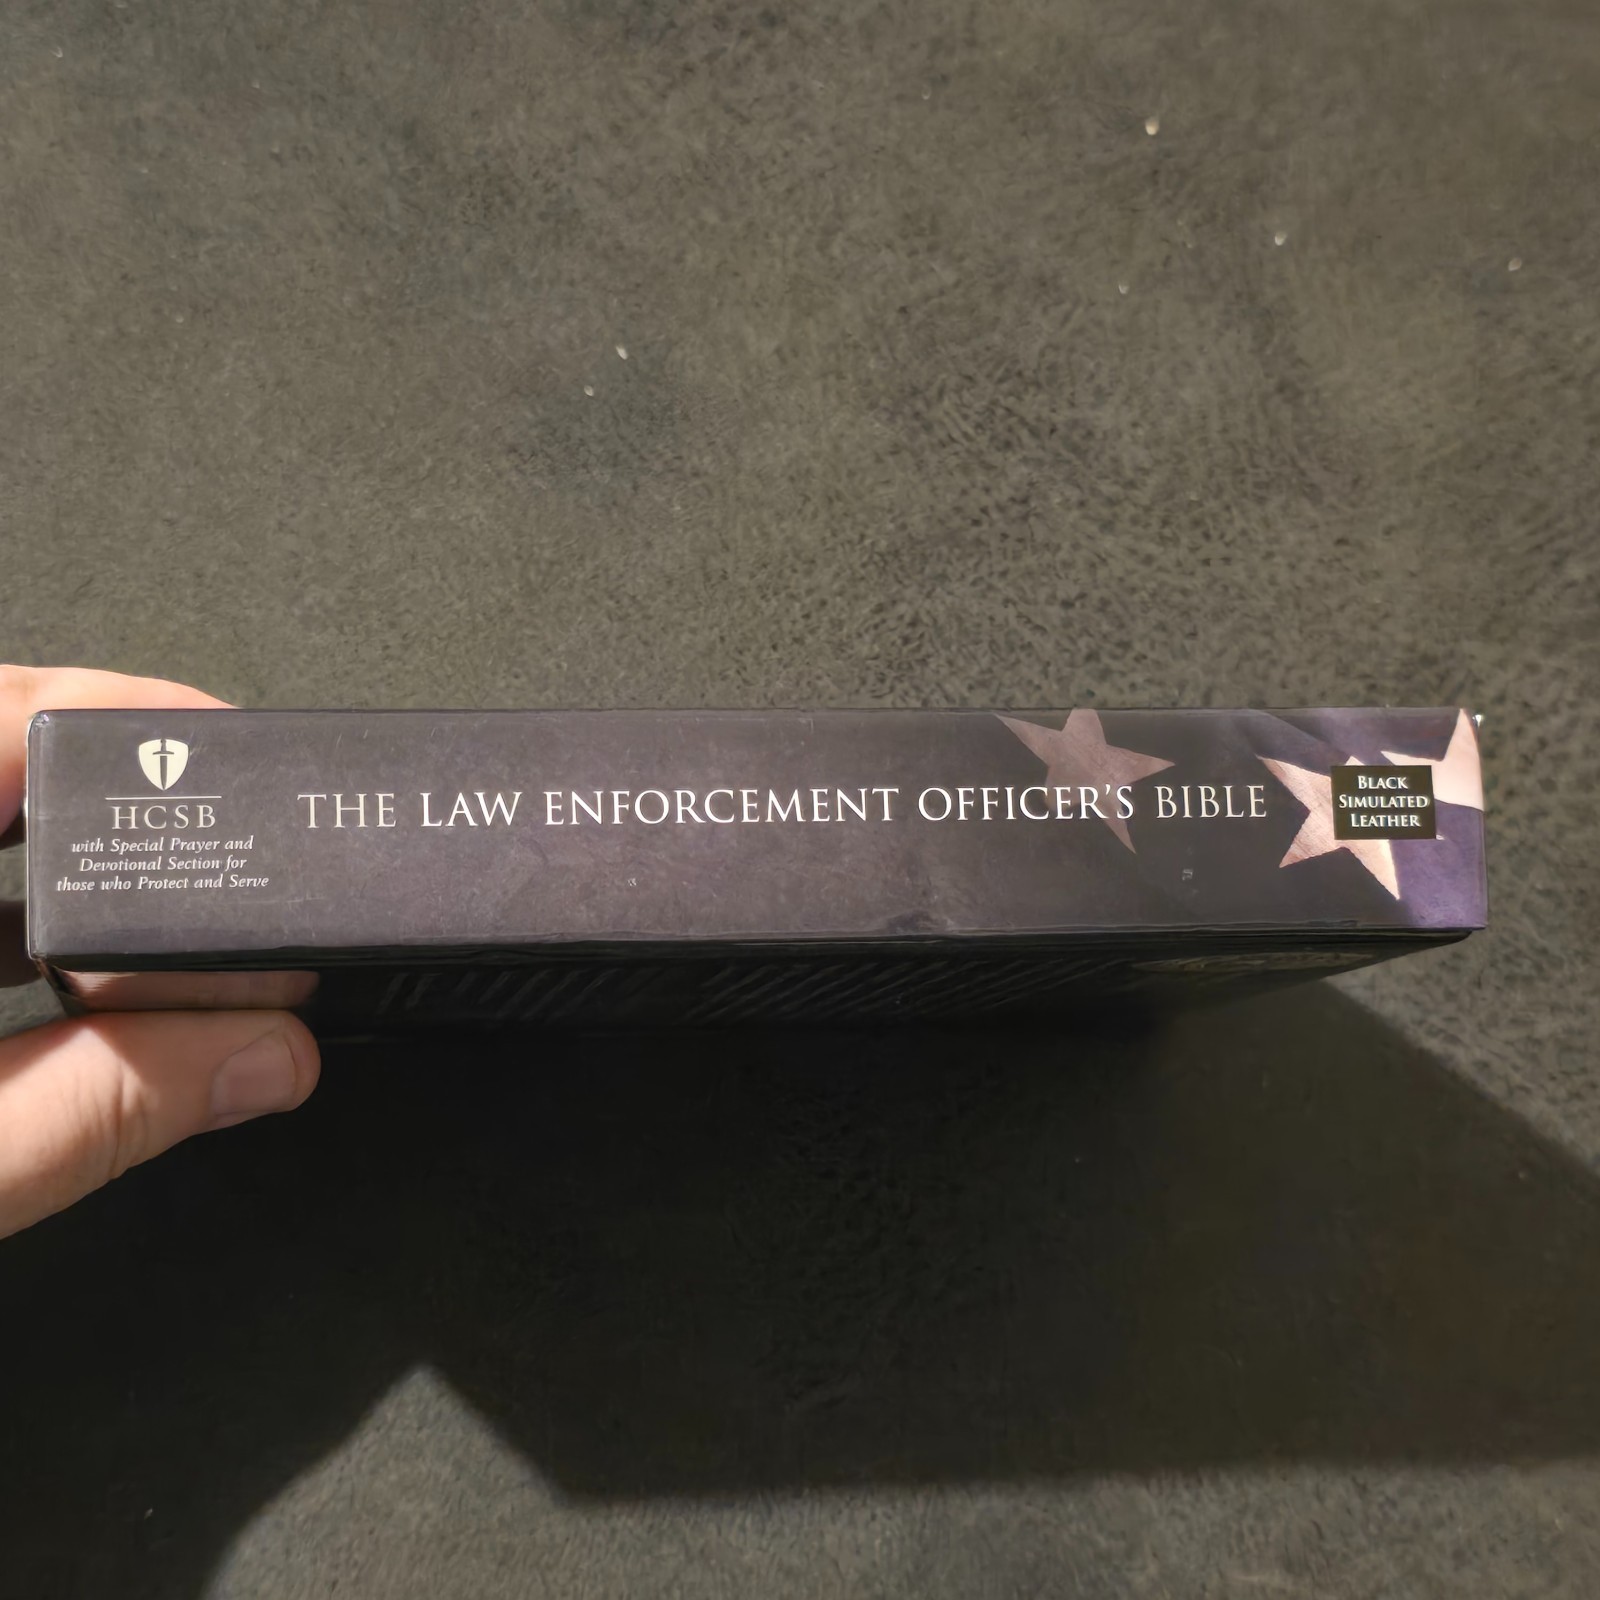 HCSB
with Special Prayer and
Devotional Section for
those who Protect and Serve
THE LAW ENFORCEMENT OFFICER'S BIBLE
BLACK
SIMULATED
LEATHER